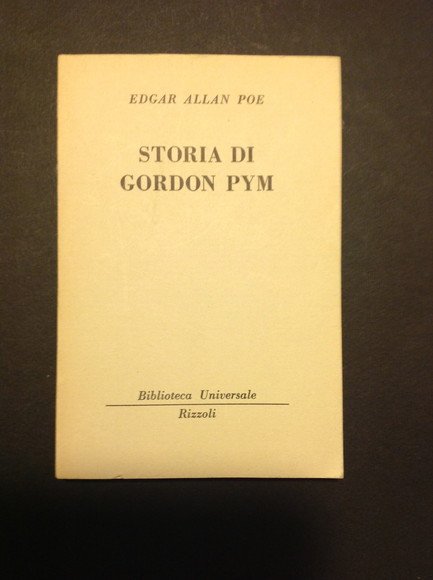 EDGAR ALLAN POE
STORIA DI
GORDON PYM
Biblioteca Universale
Rizzoli